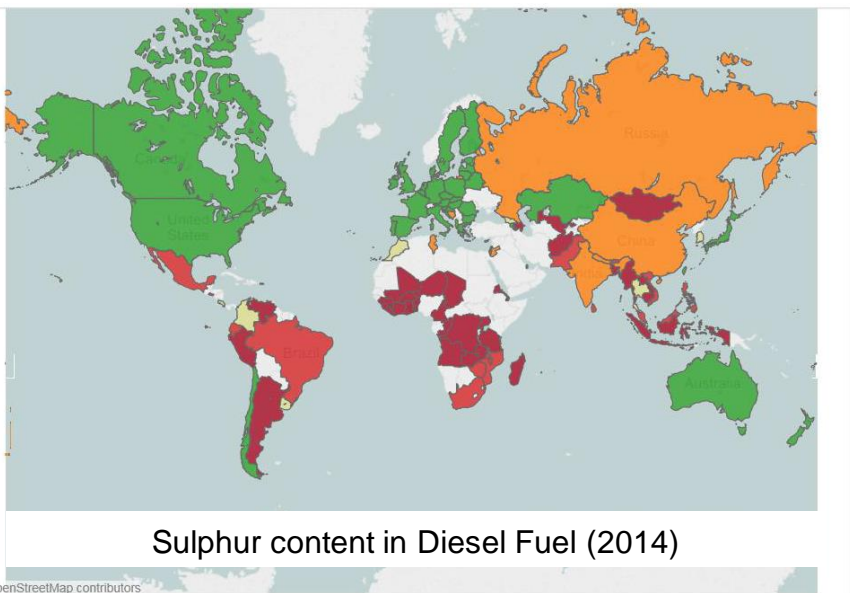 Canada
Russia
United
States
China
India
Brazil
Australia
Sulphur content in Diesel Fuel (2014)
penStreetMap contributors